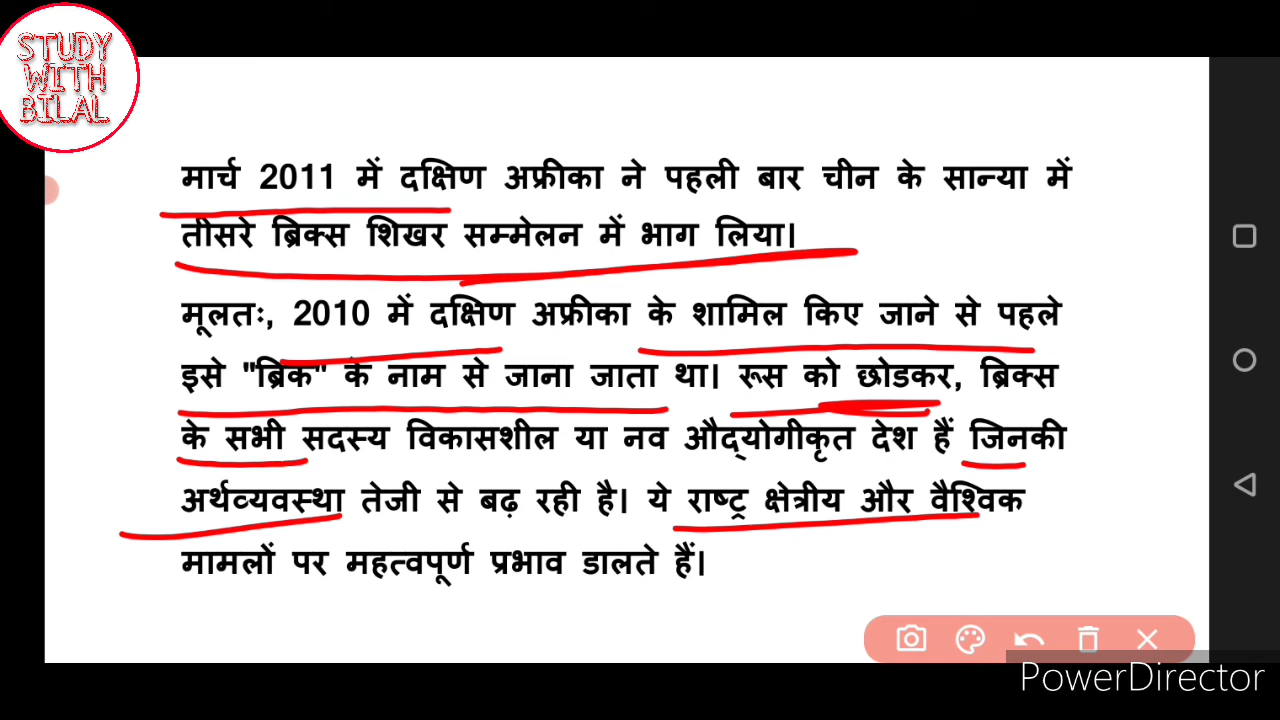 STUDY
WITH
BILAL
मार्च 2011 में दक्षिण अफ्रीका ने पहली बार चीन के सान्या में
तीसरे ब्रिक्स शिखर सम्मेलन में भाग लिया।
मूलतः, 2010 में दक्षिण अफ्रीका के शामिल किए जाने से पहले
इसे "ब्रिक" के नाम से जाना जाता था। रूस को छोडकर, ब्रिक्स
के सभी सदस्य विकासशील या नव औद्योगीकृत देश हैं जिनकी
अर्थव्यवस्था तेजी से बढ़ रही है। ये राष्ट्र क्षेत्रीय और वैश्विक
मामलों पर महत्वपूर्ण प्रभाव डालते हैं।
PowerDirector